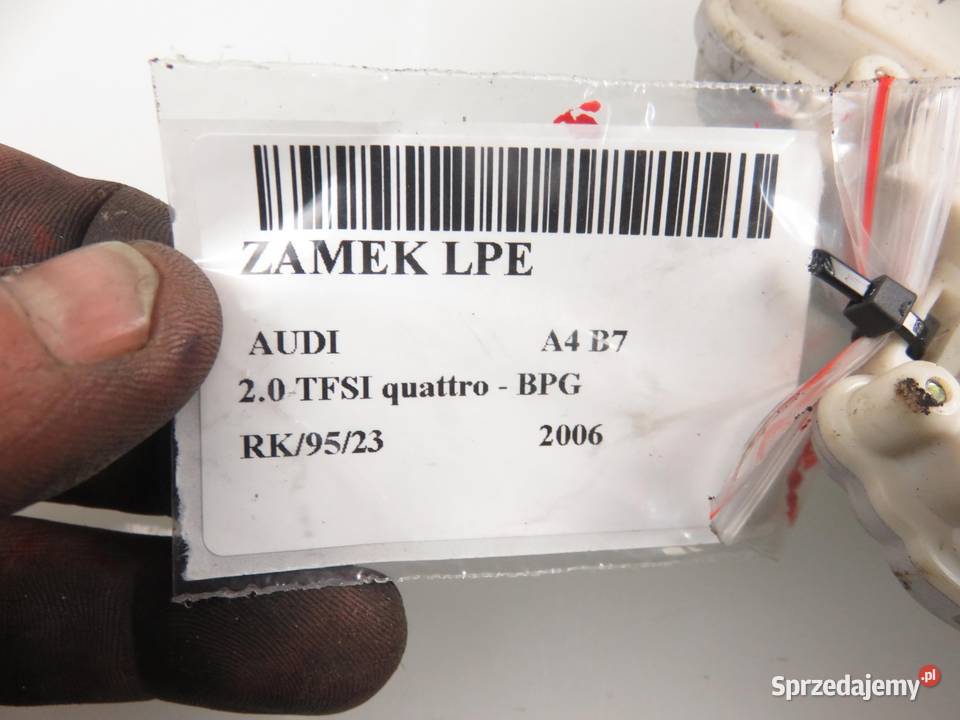 ZAMEK LPE
AUDI A4 B7
2.0 TFSI quattro - BPG
RK/95/23 2006
Sprzedajemy.pl